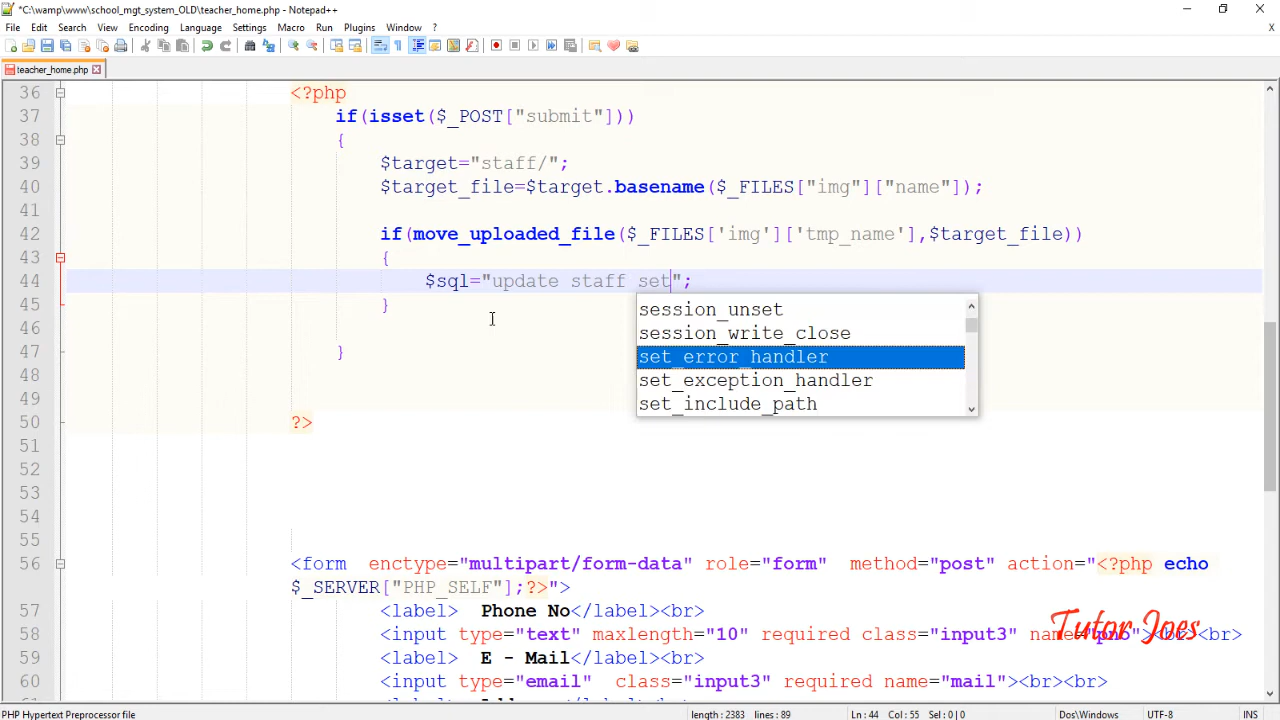 *C:\wamp\www\school_mgt_system_OLD\teacher_home.php - Notepad++
File Edit Search View Encoding Language Settings Macro Run Plugins Window ?
X
teacher_home.php
36 <?php
37 if(isset($_POST["submit"]))
38 {
39 $target="staff/";
40 $target_file=$target.basename($_FILES["img"]["name"]);
41
42 if(move_uploaded_file($_FILES['img']['tmp_name'],$target_file))
43 {
44 $sql="update staff set";
45 }
session_unset
session_write_close
set_error_handler
set_exception_handler
set_include_path
46
47 }
48
49
50 ?>
51
52
53
54
55
56 <form enctype="multipart/form-data" role="form" method="post" action="<?php echo
$_SERVER["PHP_SELF"];?>">
57 <label> Phone No</label><br>
58 <input type="text" maxlength="10" required class="input3" name="pno"><br><br>
Tutor Joes
59 <label> E - Mail</label><br>
60 <input type="email" class="input3" required name="mail"><br><br>
PHP Hypertext Preprocessor file length : 2383 lines : 89 Ln : 44 Col : 55 Sel : 0 | 0 Dos\Windows UTF-8 INS